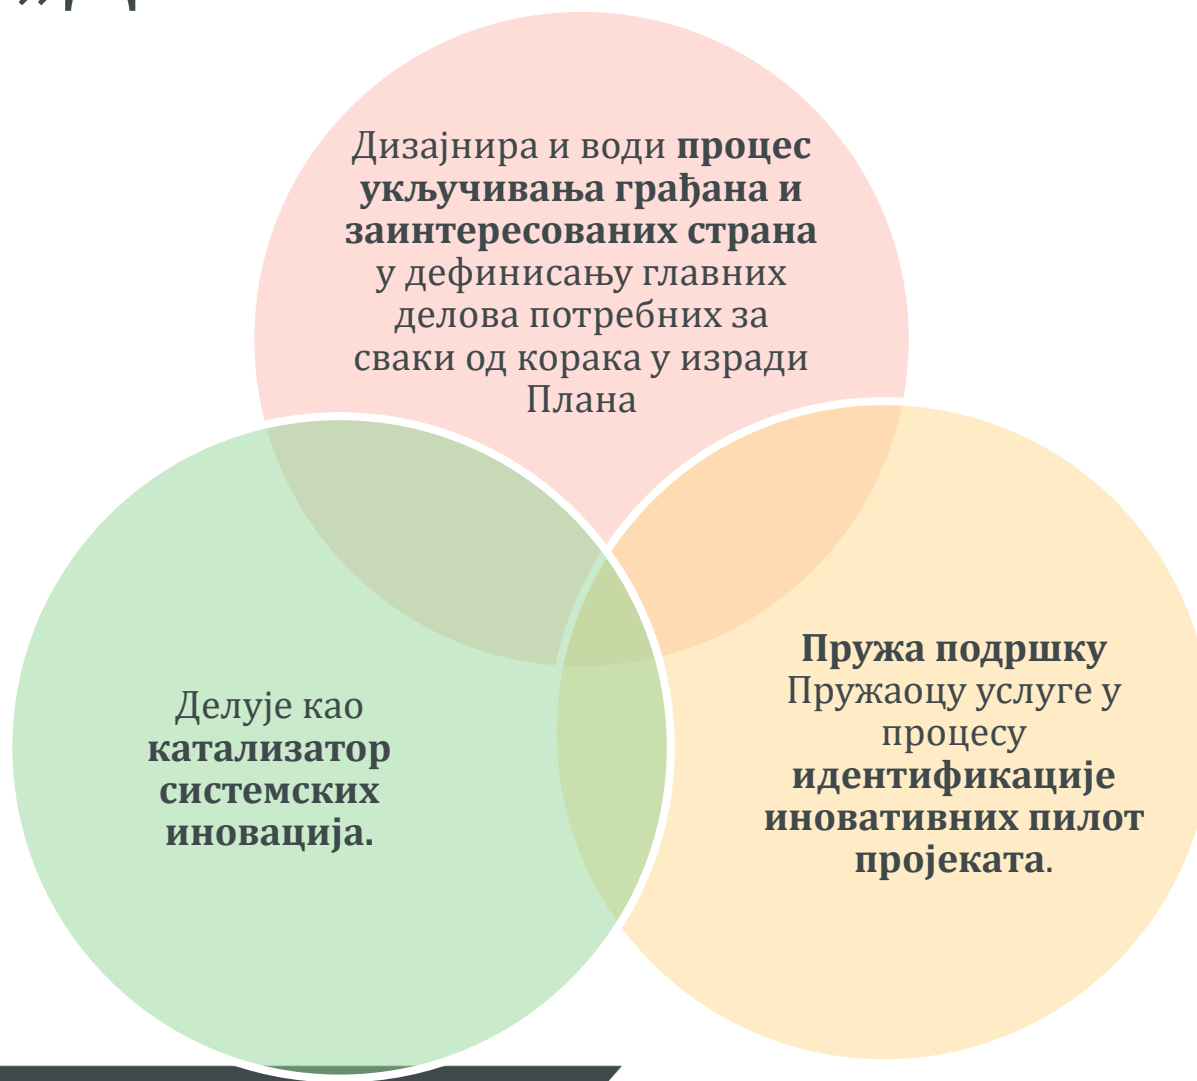 Дизајнира и води процес
укључивања грађана и
заинтересованих страна
у дефинисању главних
делова потребних за
сваки од корака у изради
Плана
Делује као
катализатор
системских
иновација.
Пружа подршку
Пружаоцу услуге у
процесу
идентификације
иновативних пилот
пројеката.